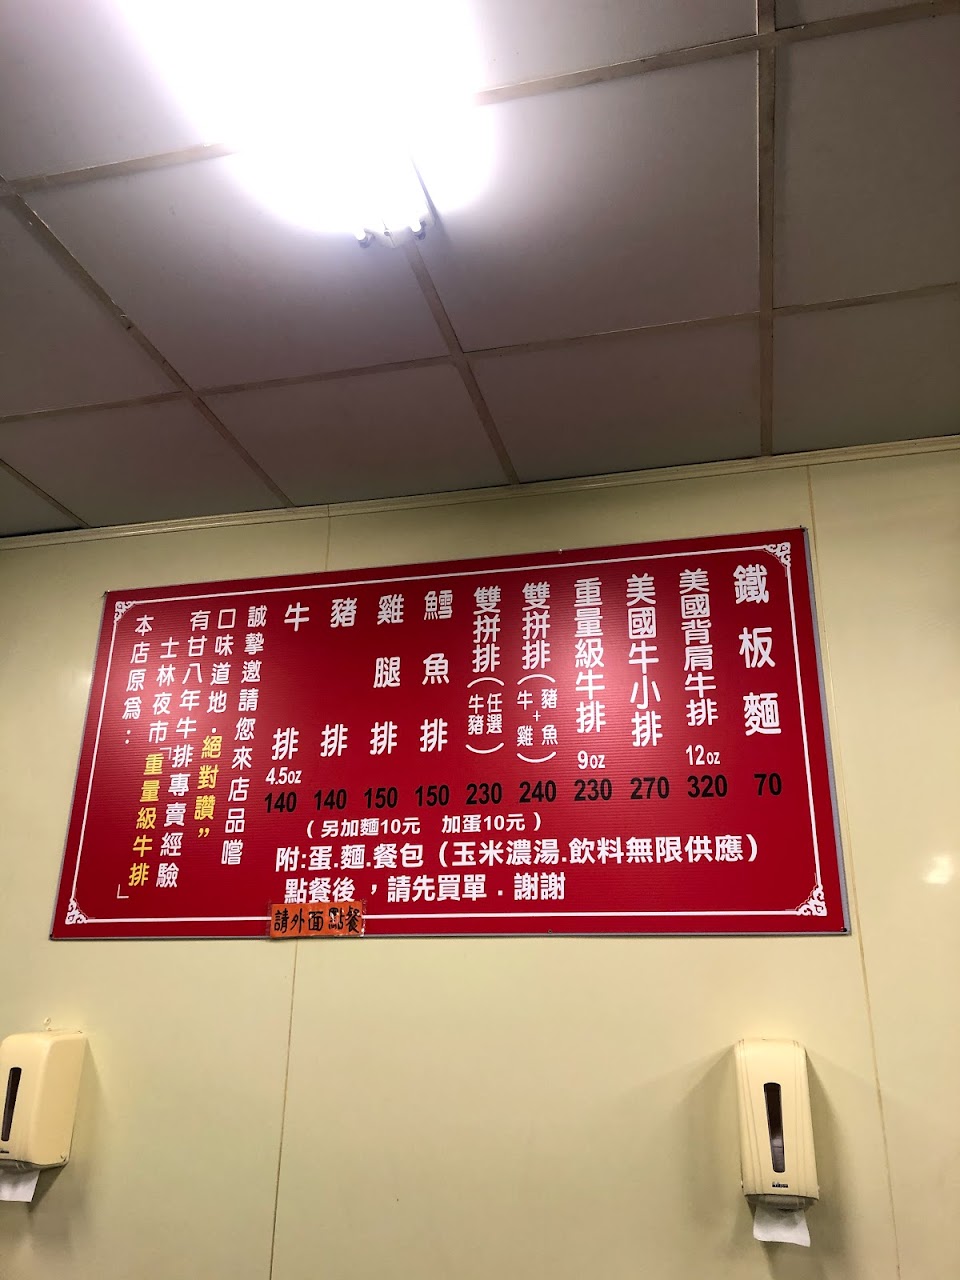 鐵板麵 70
美國背肩牛排 12oz 320
美國牛小排 270
重量級牛排 9oz 230
雙拼排(牛+雞 豬魚) 240
雙拼排(牛豬 任選) 230
鱈魚排 150
雞腿排 150
豬排 140
牛排 4.5oz 140
(另加麵10元 加蛋10元)
附:蛋.麵.餐包(玉米濃湯.飲料無限供應)
點餐後，請先買單.謝謝
誠摯邀請您來店品嚐
口味道地.絕對讚”
有廿八年牛排專賣經驗
士林夜市「重量級牛排」
本店原為:
請外面點餐